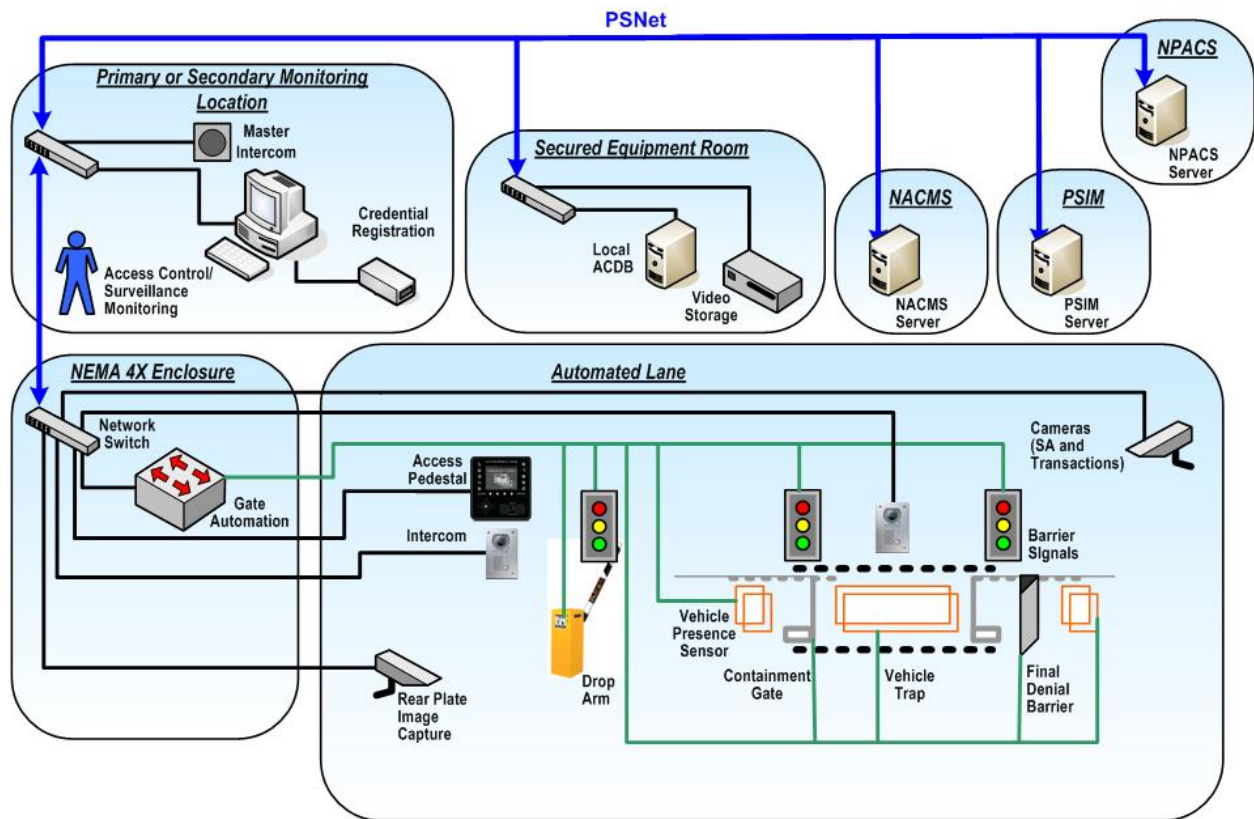 PSNet
NPACS
NPACS
Server
Primary or Secondary Monitoring
Location
Master
Intercom
Credential
Registration
Access Control/
Surveillance
Monitoring
Secured Equipment Room
Local
ACDB
Video
Storage
NACMS
NACMS
Server
PSIM
PSIM
Server
NEMA 4X Enclosure
Network
Switch
Gate
Automation
Automated Lane
Access
Pedestal
Intercom
Cameras
(SA and
Transactions)
Barrier
SIgnals
Vehicle
Presence
Sensor
Drop
Arm
Containment
Gate
Vehicle
Trap
Final
Denial
Barrier
Rear Plate
Image
Capture